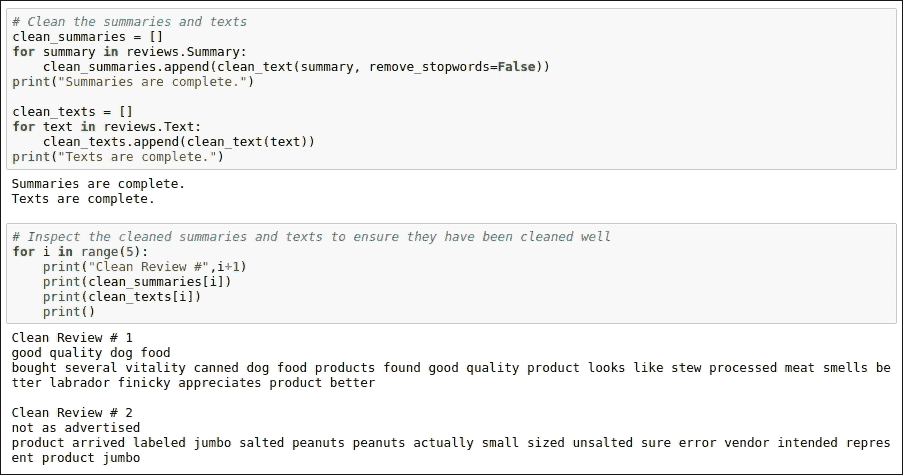 # Clean the summaries and texts
clean_summaries = []
for summary in reviews.Summary:
    clean_summaries.append(clean_text(summary, remove_stopwords=False))
print("Summaries are complete.")

clean_texts = []
for text in reviews.Text:
    clean_texts.append(clean_text(text))
print("Texts are complete.")

Summaries are complete.
Texts are complete.

# Inspect the cleaned summaries and texts to ensure they have been cleaned well
for i in range(5):
    print("Clean Review #",i+1)
    print(clean_summaries[i])
    print(clean_texts[i])
    print()

Clean Review # 1
good quality dog food
bought several vitality canned dog food products found good quality product looks like stew processed meat smells be
tter labrador finicky appreciates product better

Clean Review # 2
not as advertised
product arrived labeled jumbo salted peanuts peanuts actually small sized unsalted sure error vendor intended repres
ent product jumbo